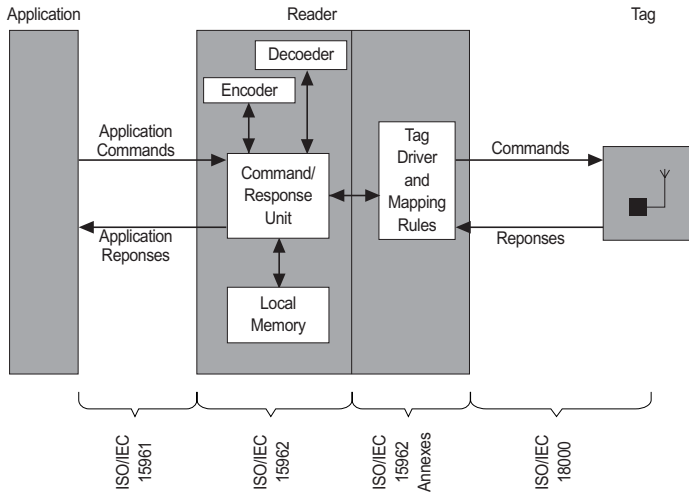 Application
Reader
Tag
Decoeder
Encoder
Application
Commands
Command/
Response
Unit
Tag
Driver
and
Mapping
Rules
Commands
Application
Reponses
Reponses
Local
Memory
ISO/IEC
15961
ISO/IEC
15962
ISO/IEC
15962
Annexes
ISO/IEC
18000